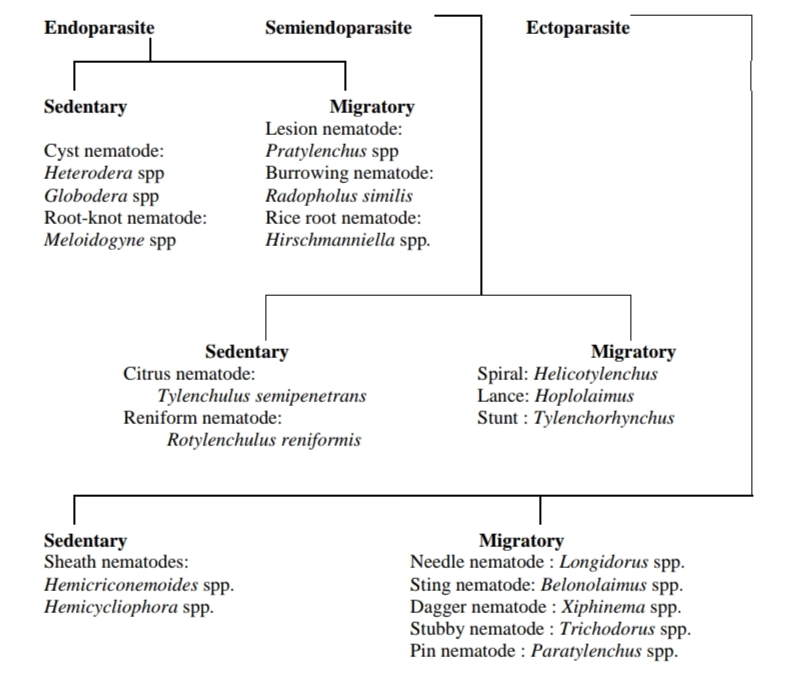 Endoparasite
Semiendoparasite
Ectoparasite
Sedentary
Cyst nematode:
Heterodera spp
Globodera spp
Root-knot nematode:
Meloidogyne spp
Migratory
Lesion nematode:
Pratylenchus spp
Burrowing nematode:
Radopholus similis
Rice root nematode:
Hirschmanniella spp.
Sedentary
Citrus nematode:
Tylenchulus semipenetrans
Reniform nematode:
Rotylenchulus reniformis
Migratory
Spiral: Helicotylenchus
Lance: Hoplolaimus
Stunt : Tylenchorhynchus
Sedentary
Sheath nematodes:
Hemicriconemoides spp.
Hemicycliophora spp.
Migratory
Needle nematode : Longidorus spp.
Sting nematode: Belonolaimus spp.
Dagger nematode : Xiphinema spp.
Stubby nematode : Trichodorus spp.
Pin nematode : Paratylenchus spp.